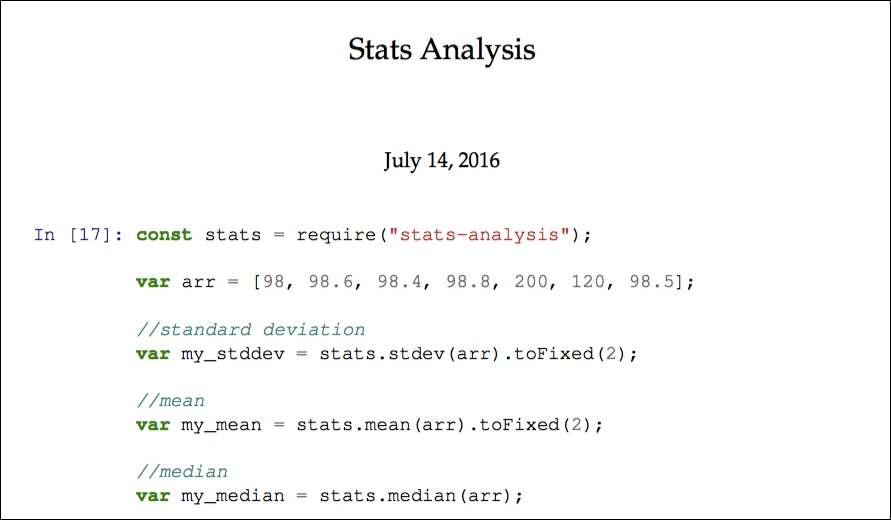 Stats Analysis
July 14, 2016
In [17]: const stats = require("stats-analysis");
var arr = [98, 98.6, 98.4, 98.8, 200, 120, 98.5];
//standard deviation
var my_stddev = stats.stdev(arr).toFixed(2);
//mean
var my_mean = stats.mean(arr).toFixed(2);
//median
var my_median = stats.median(arr);